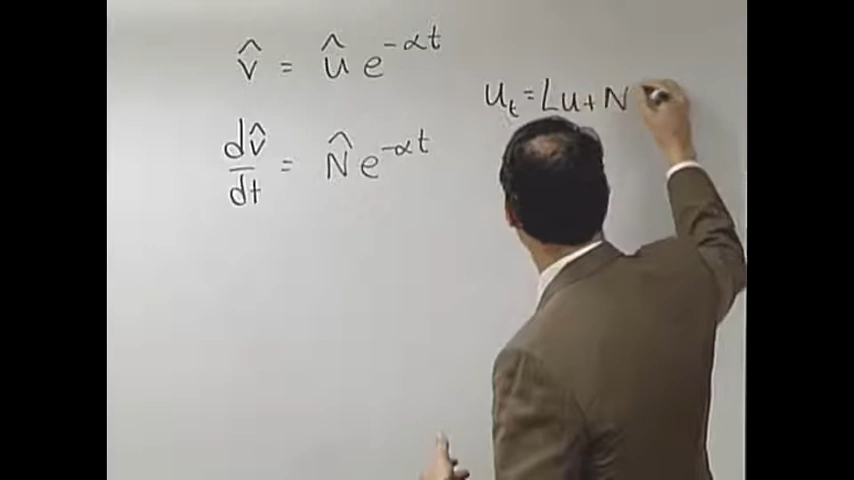 v̂ = û e^{-αt}
u_t = Lu + N
dv̂/dt = N̂ e^{-αt}